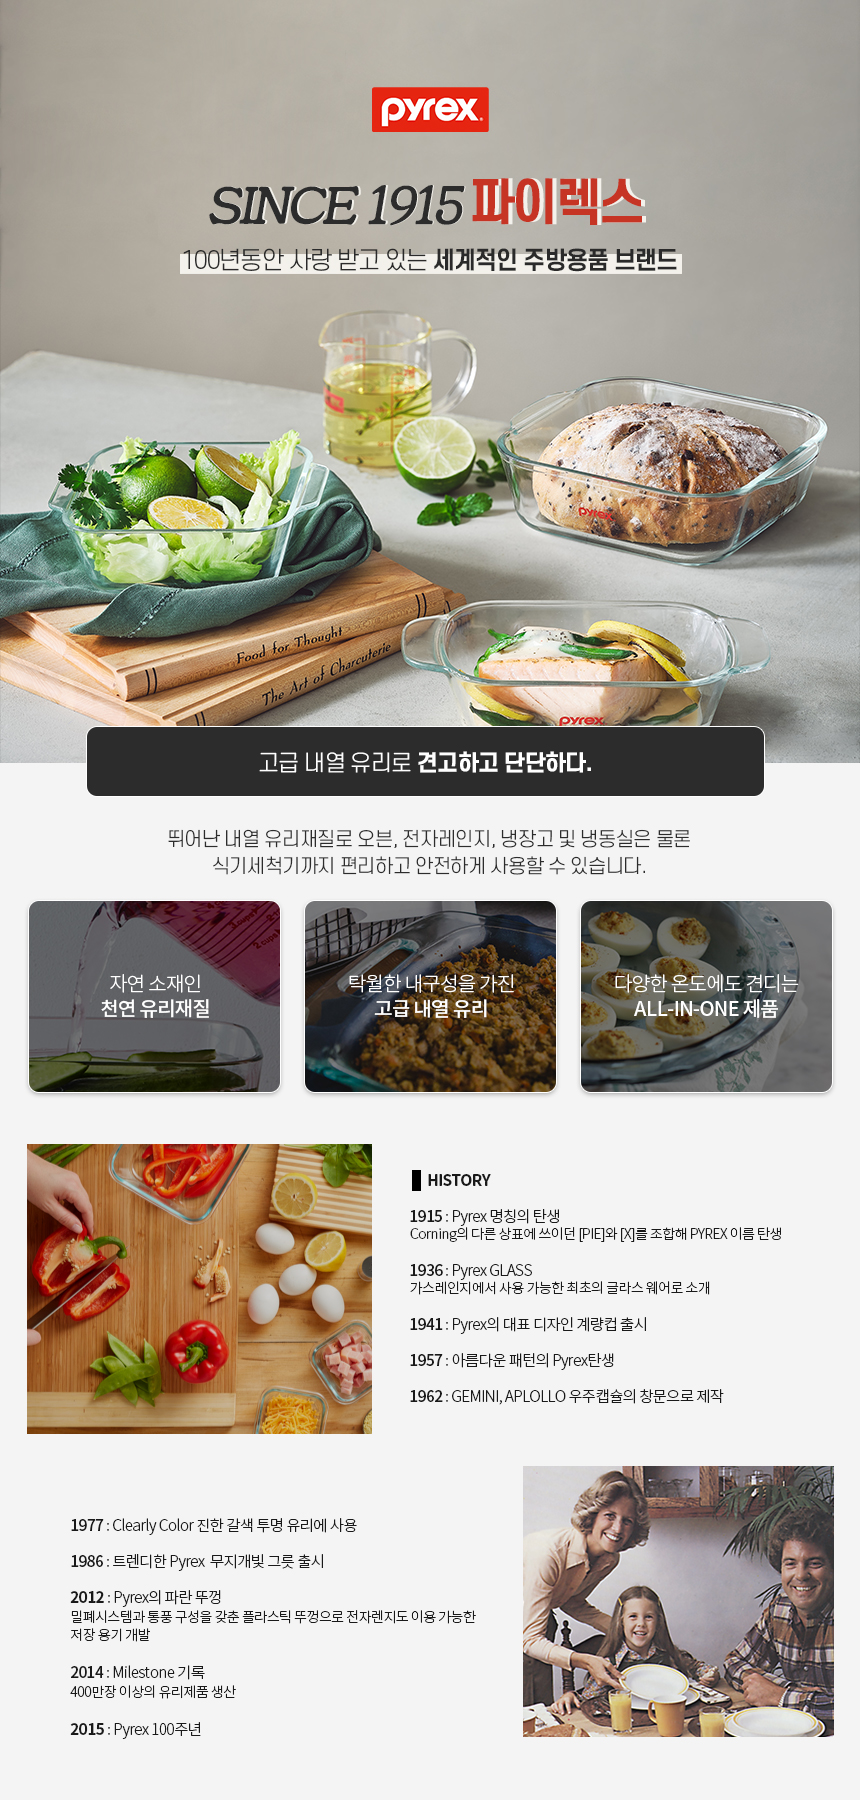 pyrex
SINCE 1915 파이렉스
100년동안 사랑 받고 있는 세계적인 주방용품 브랜드
pyrex
Food for Thought
The Art of Charcuterie
pyrex
고급 내열 유리로 견고하고 단단하다.
뛰어난 내열 유리재질로 오븐, 전자레인지, 냉장고 및 냉동실은 물론
식기세척기까지 편리하고 안전하게 사용할 수 있습니다.
자연 소재인
천연 유리재질
탁월한 내구성을 가진
고급 내열 유리
다양한 온도에도 견디는
ALL-IN-ONE 제품
HISTORY
1915 : Pyrex 명칭의 탄생
Corning의 다른 상표에 쓰이던 [PIE]와 [X]를 조합해 PYREX 이름 탄생
1936 : Pyrex GLASS
가스레인지에서 사용 가능한 최초의 글라스 웨어로 소개
1941 : Pyrex의 대표 디자인 계량컵 출시
1957 : 아름다운 패턴의 Pyrex탄생
1962 : GEMINI, APLOLLO 우주캡슐의 창문으로 제작
1977 : Clearly Color 진한 갈색 투명 유리에 사용
1986 : 트렌디한 Pyrex 무지개빛 그릇 출시
2012 : Pyrex의 파란 뚜껑
밀폐시스템과 통풍 구성을 갖춘 플라스틱 뚜껑으로 전자렌지도 이용 가능한
저장 용기 개발
2014 : Milestone 기록
400만장 이상의 유리제품 생산
2015 : Pyrex 100주년